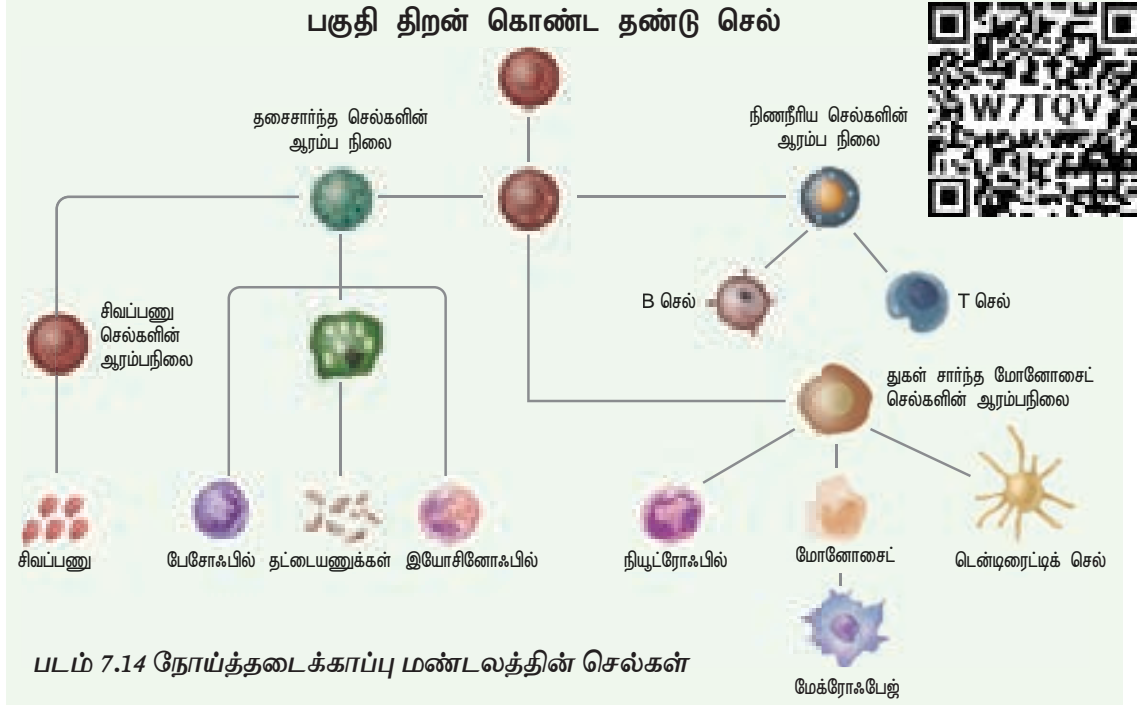 பகுதி திறன் கொண்ட தண்டு செல்
W7TQV
தசைசார்ந்த செல்களின்
ஆரம்ப நிலை
நிணநீரிய செல்களின்
ஆரம்ப நிலை
B செல்
T செல்
சிவப்பணு
செல்களின்
ஆரம்பநிலை
துகள் சார்ந்த மோனோசைட்
செல்களின் ஆரம்பநிலை
சிவப்பணு
பேசோஃபில்
தட்டையணுக்கள்
இயோசினோஃபில்
நியூட்ரோஃபில்
மோனோசைட்
டென்டிரைட்டிக் செல்
படம் 7.14 நோய்த்தடைக்காப்பு மண்டலத்தின் செல்கள்
மேக்ரோஃபேஜ்